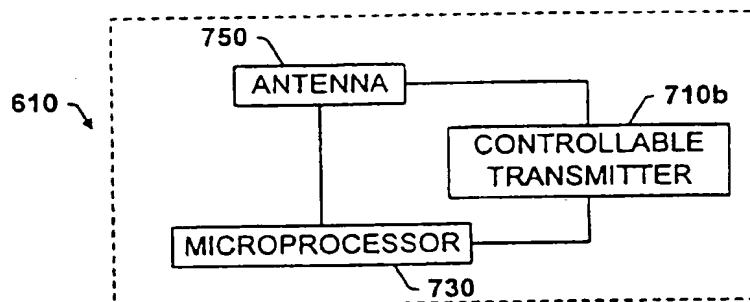 750
ANTENNA
610
710b
CONTROLLABLE
TRANSMITTER
MICROPROCESSOR
730